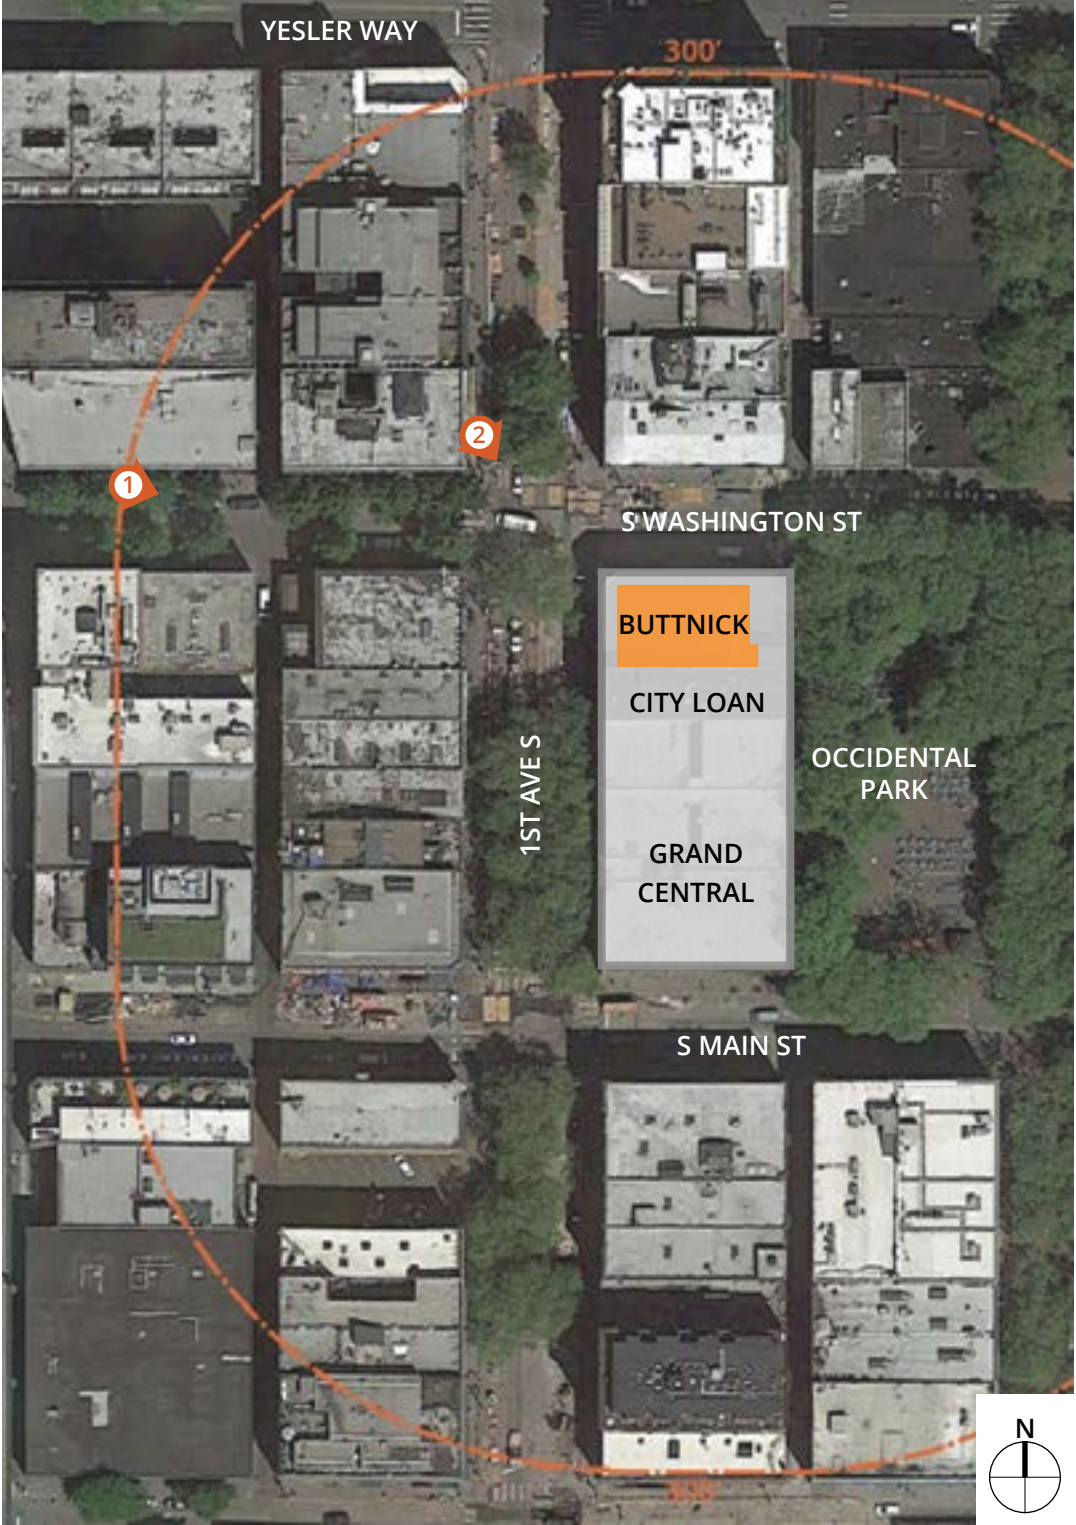 YESLER WAY
300'
2
1
S WASHINGTON ST
BUTTNICK
CITY LOAN
1ST AVE S
OCCIDENTAL
PARK
GRAND
CENTRAL
S MAIN ST
N
300'